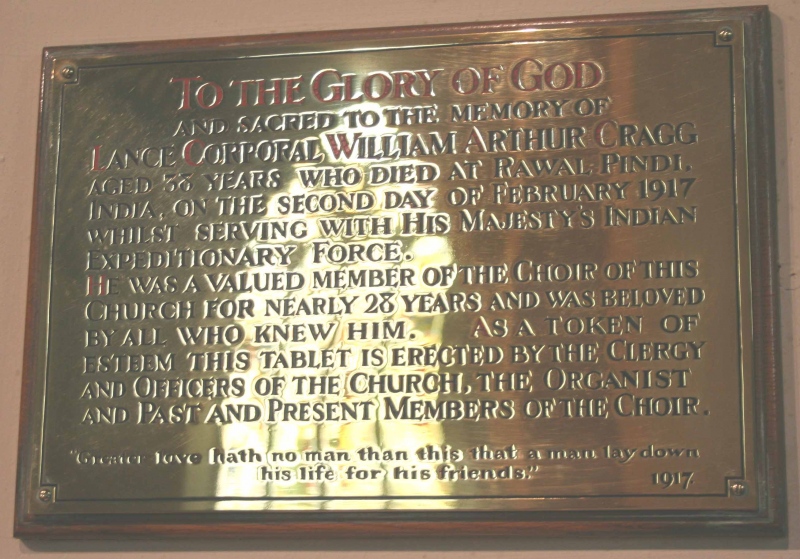 To the Glory of God
and sacred to the memory of
Lance Corporal William Arthur Cragg
aged 38 years who died at Rawal Pindi,
India, on the second day of February 1917
whilst serving with His Majesty's Indian
Expeditionary Force.
He was a valued member of the Choir of this
Church for nearly 28 years and was beloved
by all who knew him. As a token of
esteem this tablet is erected by the Clergy
and Officers of the Church, the Organist
and Past and Present Members of the Choir.
"Greater love hath no man than this that a man lay down
his life for his friends."
1917